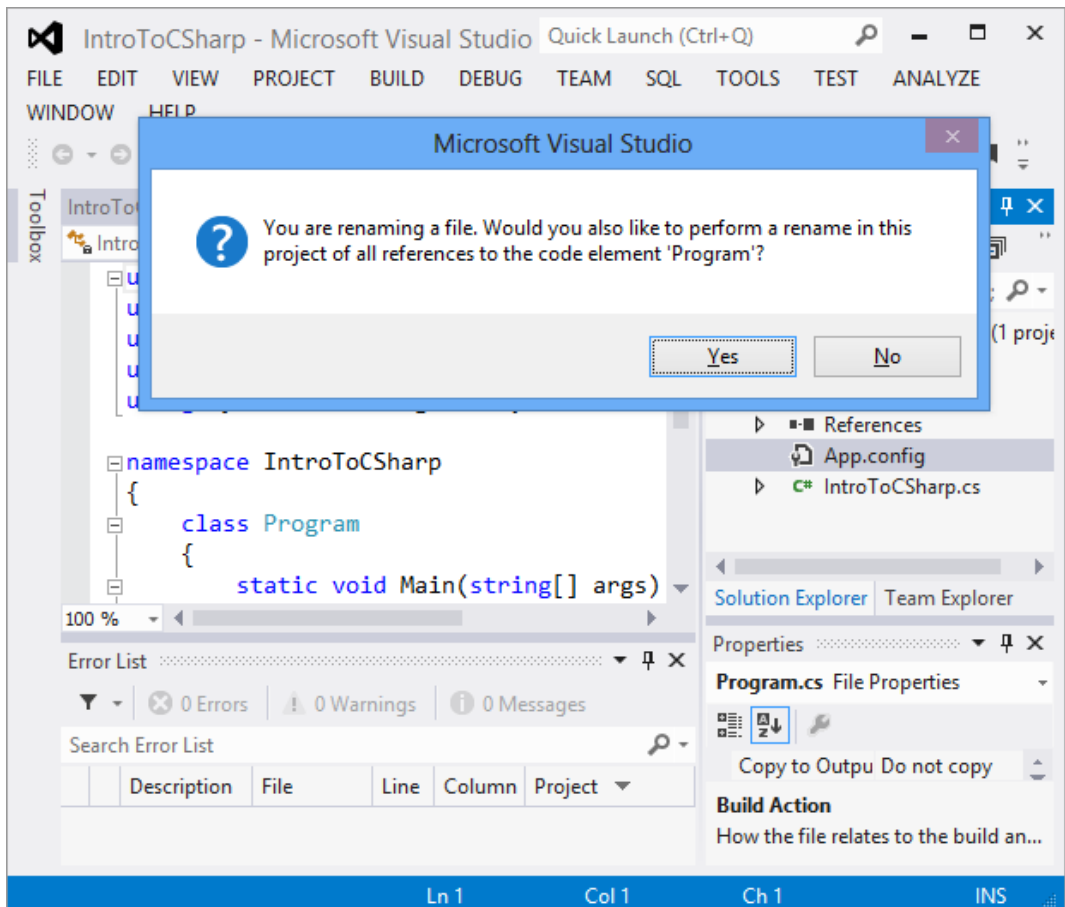 IntroToCSharp - Microsoft Visual Studio Quick Launch (Ctrl+Q)
FILE EDIT VIEW PROJECT BUILD DEBUG TEAM SQL TOOLS TEST ANALYZE
WINDOW HELP
Microsoft Visual Studio
You are renaming a file. Would you also like to perform a rename in this
project of all references to the code element 'Program'?
Yes No
Toolbox
IntroTo
Intro
(1 proje
References
App.config
C# IntroToCSharp.cs
namespace IntroToCSharp
{
class Program
{
static void Main(string[] args)
100 %
Solution Explorer Team Explorer
Error List
0 Errors 0 Warnings 0 Messages
Search Error List
Description File Line Column Project
Properties
Program.cs File Properties
Copy to Outpu Do not copy
Build Action
How the file relates to the build an...
Ln 1 Col 1 Ch 1 INS